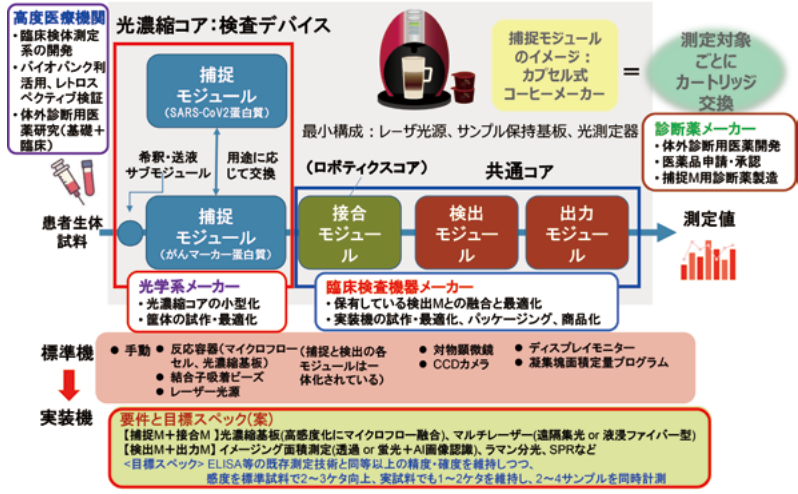 高度医療機関
・臨床検体測定
系の開発
・バイオバンク利
活用、レトロス
ペクティブ検証
・体外診断用医
薬研究(基礎＋
臨床)
光濃縮コア：検査デバイス
捕捉
モジュール
(SARS-CoV2蛋白質)
希釈・送液
サブモジュール
用途に応
じて交換
捕捉モジュール
のイメージ：
カプセル式
コーヒーメーカー
=
測定対象
ごとに
カートリッジ
交換
最小構成：レーザ光源、サンプル保持基板、光測定器
診断薬メーカー
・体外診断用医薬開発
・医薬品申請・承認
・捕捉M用診断薬製造
(ロボティクスコア)
共通コア
患者生体
試料
捕捉
モジュール
(がんマーカー蛋白質)
接合
モジュ
ール
検出
モジュ
ール
出力
モジュ
ール
測定値
光学系メーカー
・光濃縮コアの小型化
・筐体の試作・最適化
臨床検査機器メーカー
・保有している検出Mとの融合と最適化
・実装機の試作・最適化、パッケージング、商品化
標準機
● 手動
● 反応容器(マイクロフロー
セル、光濃縮基板)
● 結合子吸着ビーズ
● レーザー光源
(捕捉と検出の各
モジュールは一
体化されている)
● 対物顕微鏡
● CCDカメラ
● ディスプレイモニター
● 凝集塊面積定量プログラム
実装機
要件と目標スペック(案)
【捕捉M＋接合M 】光濃縮基板(高感度化にマイクロフロー融合)、マルチレーザー(遠隔集光 or 液浸ファイバー型)
【検出M＋出力M】イメージング面積測定(透過 or 蛍光＋AI画像認識)、ラマン分光、SPRなど
<目標スペック> ELISA等の既存測定技術と同等以上の精度・確度を維持しつつ、
感度を標準試料で2～3ケタ向上、実試料でも1～2ケタを維持し、2～4サンプルを同時計測